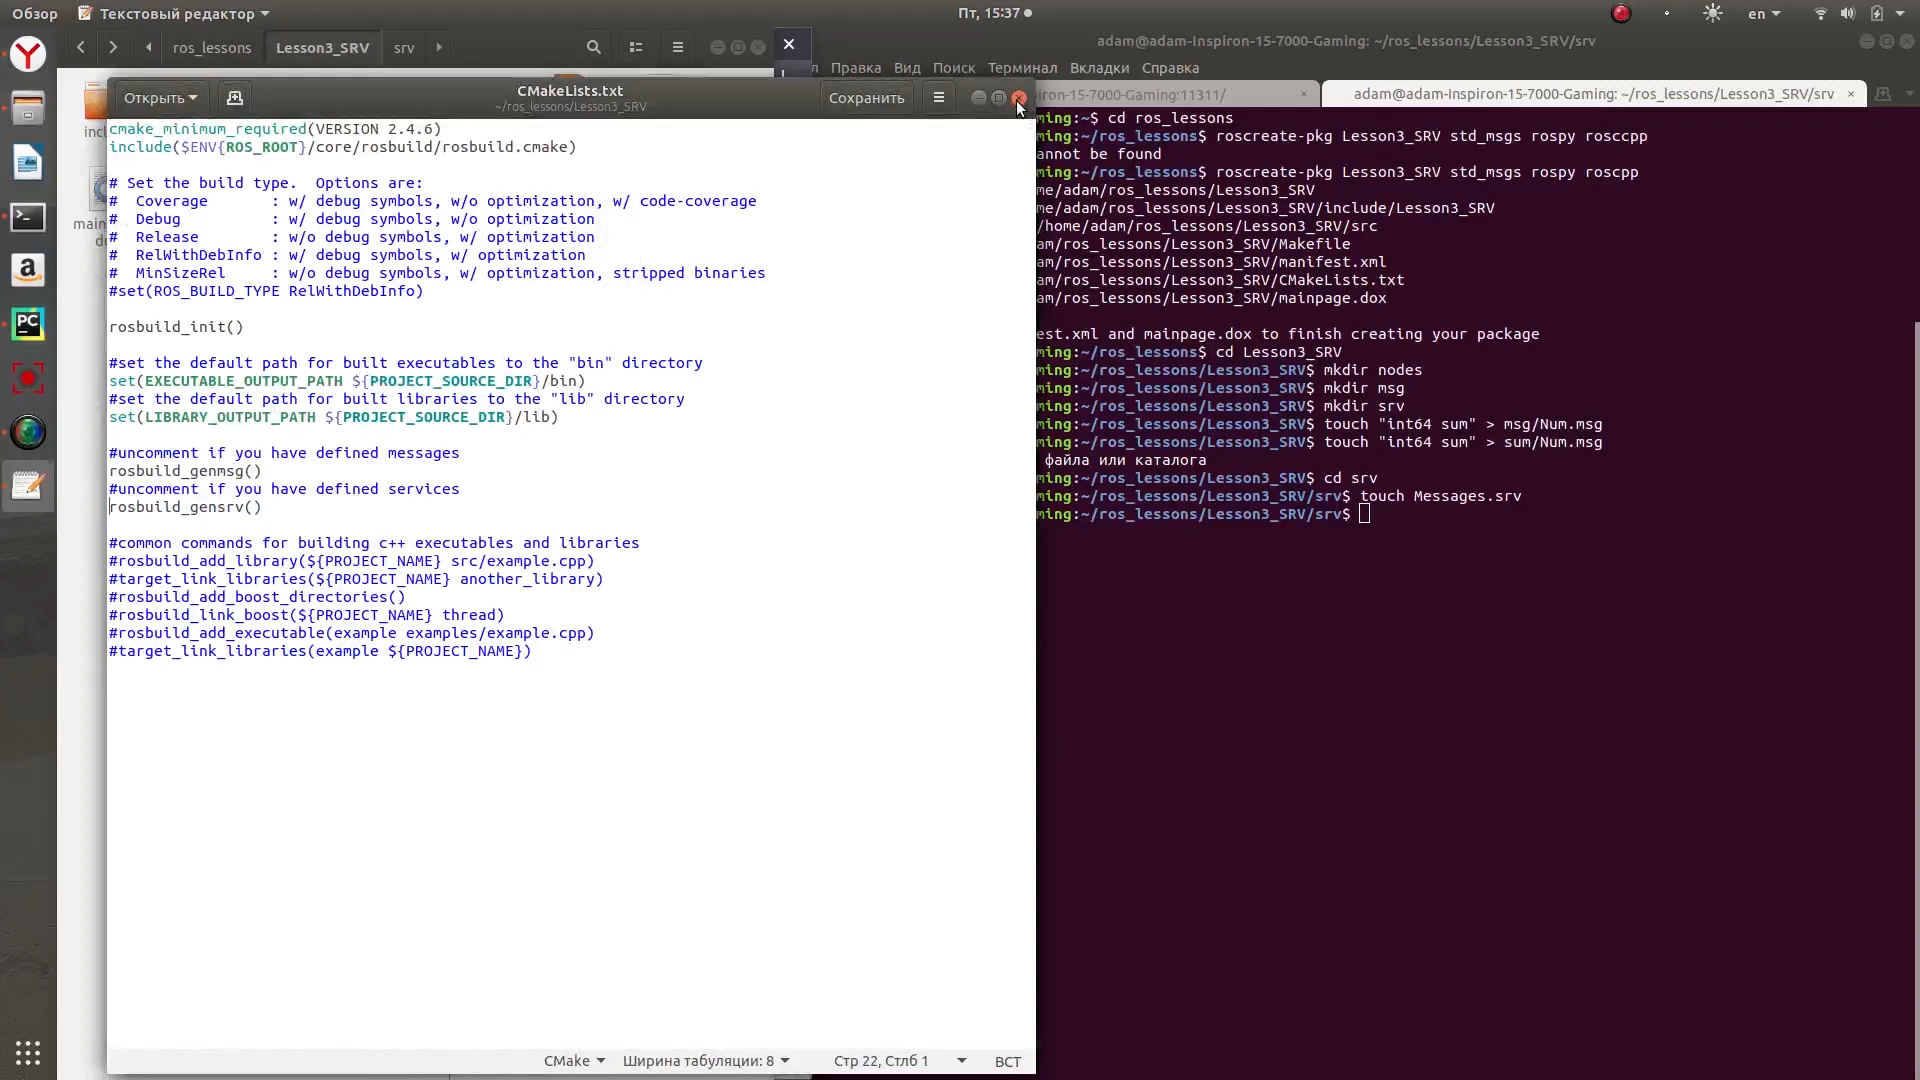 Обзор
Текстовый редактор
Пт, 15:37
en
ros_lessons
Lesson3_SRV
srv
adam@adam-Inspiron-15-7000-Gaming: ~/ros_lessons/Lesson3_SRV/srv
Правка Вид Поиск Терминал Вкладки Справка
Открыть
CMakeLists.txt
~/ros_lessons/Lesson3_SRV
Сохранить
iron-15-7000-Gaming:11311/
adam@adam-Inspiron-15-7000-Gaming: ~/ros_lessons/Lesson3_SRV/srv
cmake_minimum_required(VERSION 2.4.6)
include($ENV{ROS_ROOT}/core/rosbuild/rosbuild.cmake)
# Set the build type.  Options are:
#  Coverage       : w/ debug symbols, w/o optimization, w/ code-coverage
#  Debug          : w/ debug symbols, w/o optimization
#  Release        : w/o debug symbols, w/ optimization
#  RelWithDebInfo : w/ debug symbols, w/ optimization
#  MinSizeRel     : w/o debug symbols, w/ optimization, stripped binaries
#set(ROS_BUILD_TYPE RelWithDebInfo)
rosbuild_init()
#set the default path for built executables to the "bin" directory
set(EXECUTABLE_OUTPUT_PATH ${PROJECT_SOURCE_DIR}/bin)
#set the default path for built libraries to the "lib" directory
set(LIBRARY_OUTPUT_PATH ${PROJECT_SOURCE_DIR}/lib)
#uncomment if you have defined messages
rosbuild_genmsg()
#uncomment if you have defined services
rosbuild_gensrv()
#common commands for building c++ executables and libraries
#rosbuild_add_library(${PROJECT_NAME} src/example.cpp)
#target_link_libraries(${PROJECT_NAME} another_library)
#rosbuild_add_boost_directories()
#rosbuild_link_boost(${PROJECT_NAME} thread)
#rosbuild_add_executable(example examples/example.cpp)
#target_link_libraries(example ${PROJECT_NAME})
CMake
Ширина табуляции: 8
Стр 22, Стлб 1
ВСТ
ming:~$ cd ros_lessons
ming:~/ros_lessons$ roscreate-pkg Lesson3_SRV std_msgs rospy rosccpp
annot be found
ming:~/ros_lessons$ roscreate-pkg Lesson3_SRV std_msgs rospy roscpp
me/adam/ros_lessons/Lesson3_SRV
me/adam/ros_lessons/Lesson3_SRV/include/Lesson3_SRV
/home/adam/ros_lessons/Lesson3_SRV/src
am/ros_lessons/Lesson3_SRV/Makefile
am/ros_lessons/Lesson3_SRV/manifest.xml
am/ros_lessons/Lesson3_SRV/CMakeLists.txt
am/ros_lessons/Lesson3_SRV/mainpage.dox
est.xml and mainpage.dox to finish creating your package
ming:~/ros_lessons$ cd Lesson3_SRV
ming:~/ros_lessons/Lesson3_SRV$ mkdir nodes
ming:~/ros_lessons/Lesson3_SRV$ mkdir msg
ming:~/ros_lessons/Lesson3_SRV$ mkdir srv
ming:~/ros_lessons/Lesson3_SRV$ touch "int64 sum" > msg/Num.msg
ming:~/ros_lessons/Lesson3_SRV$ touch "int64 sum" > sum/Num.msg
файла или каталога
ming:~/ros_lessons/Lesson3_SRV$ cd srv
ming:~/ros_lessons/Lesson3_SRV/srv$ touch Messages.srv
ming:~/ros_lessons/Lesson3_SRV/srv$